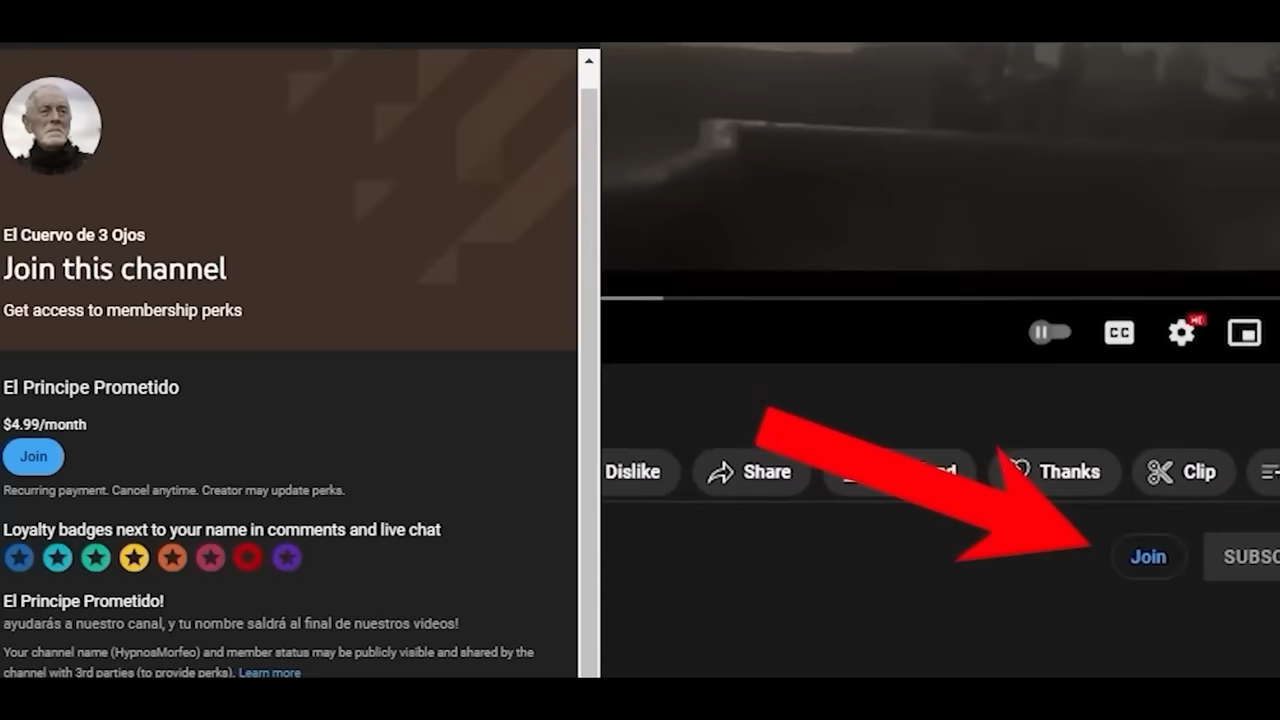 El Cuervo de 3 Ojos
Join this channel
Get access to membership perks
El Principe Prometido
$4.99/month
Join
Recurring payment. Cancel anytime. Creator may update perks.
Loyalty badges next to your name in comments and live chat
El Principe Prometido!
ayudarás a nuestro canal, y tu nombre saldrá al final de nuestros videos!
Your channel name (HypnosMorfeo) and member status may be publicly visible and shared by the
channel with 3rd parties (to provide perks). Learn more
CC
HD
Dislike
Share
Thanks
Clip
Join
SUBSC